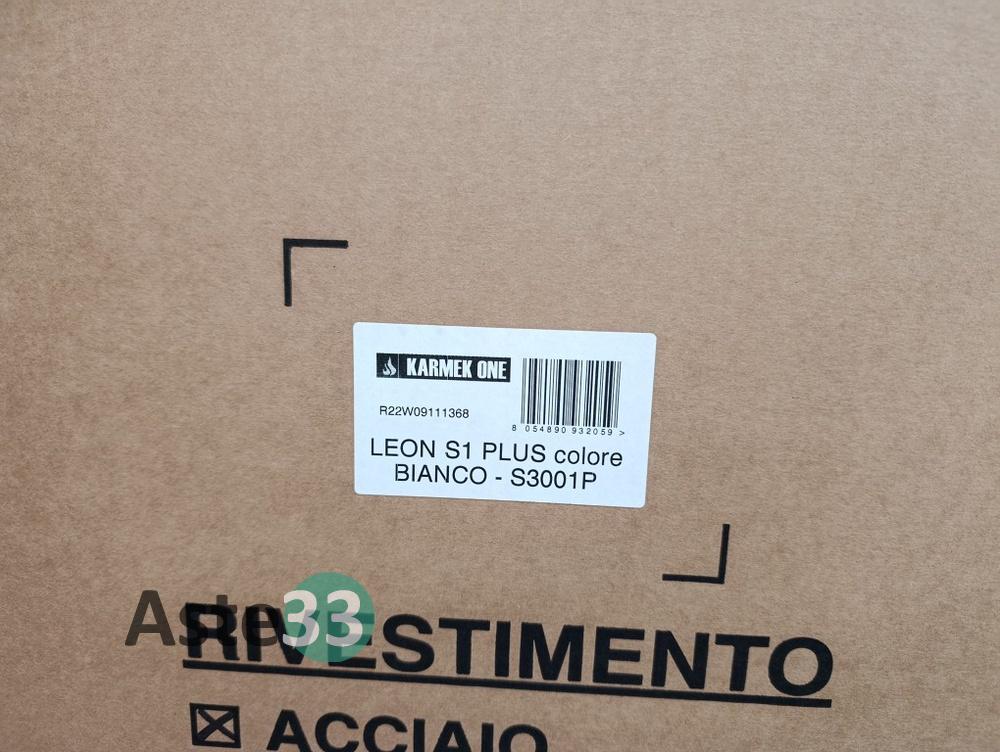 KARMEK ONE
R22W09111368
8 054890 932059 >
LEON S1 PLUS colore
BIANCO - S3001P
Aste33
RIVESTIMENTO
ACCIAIO